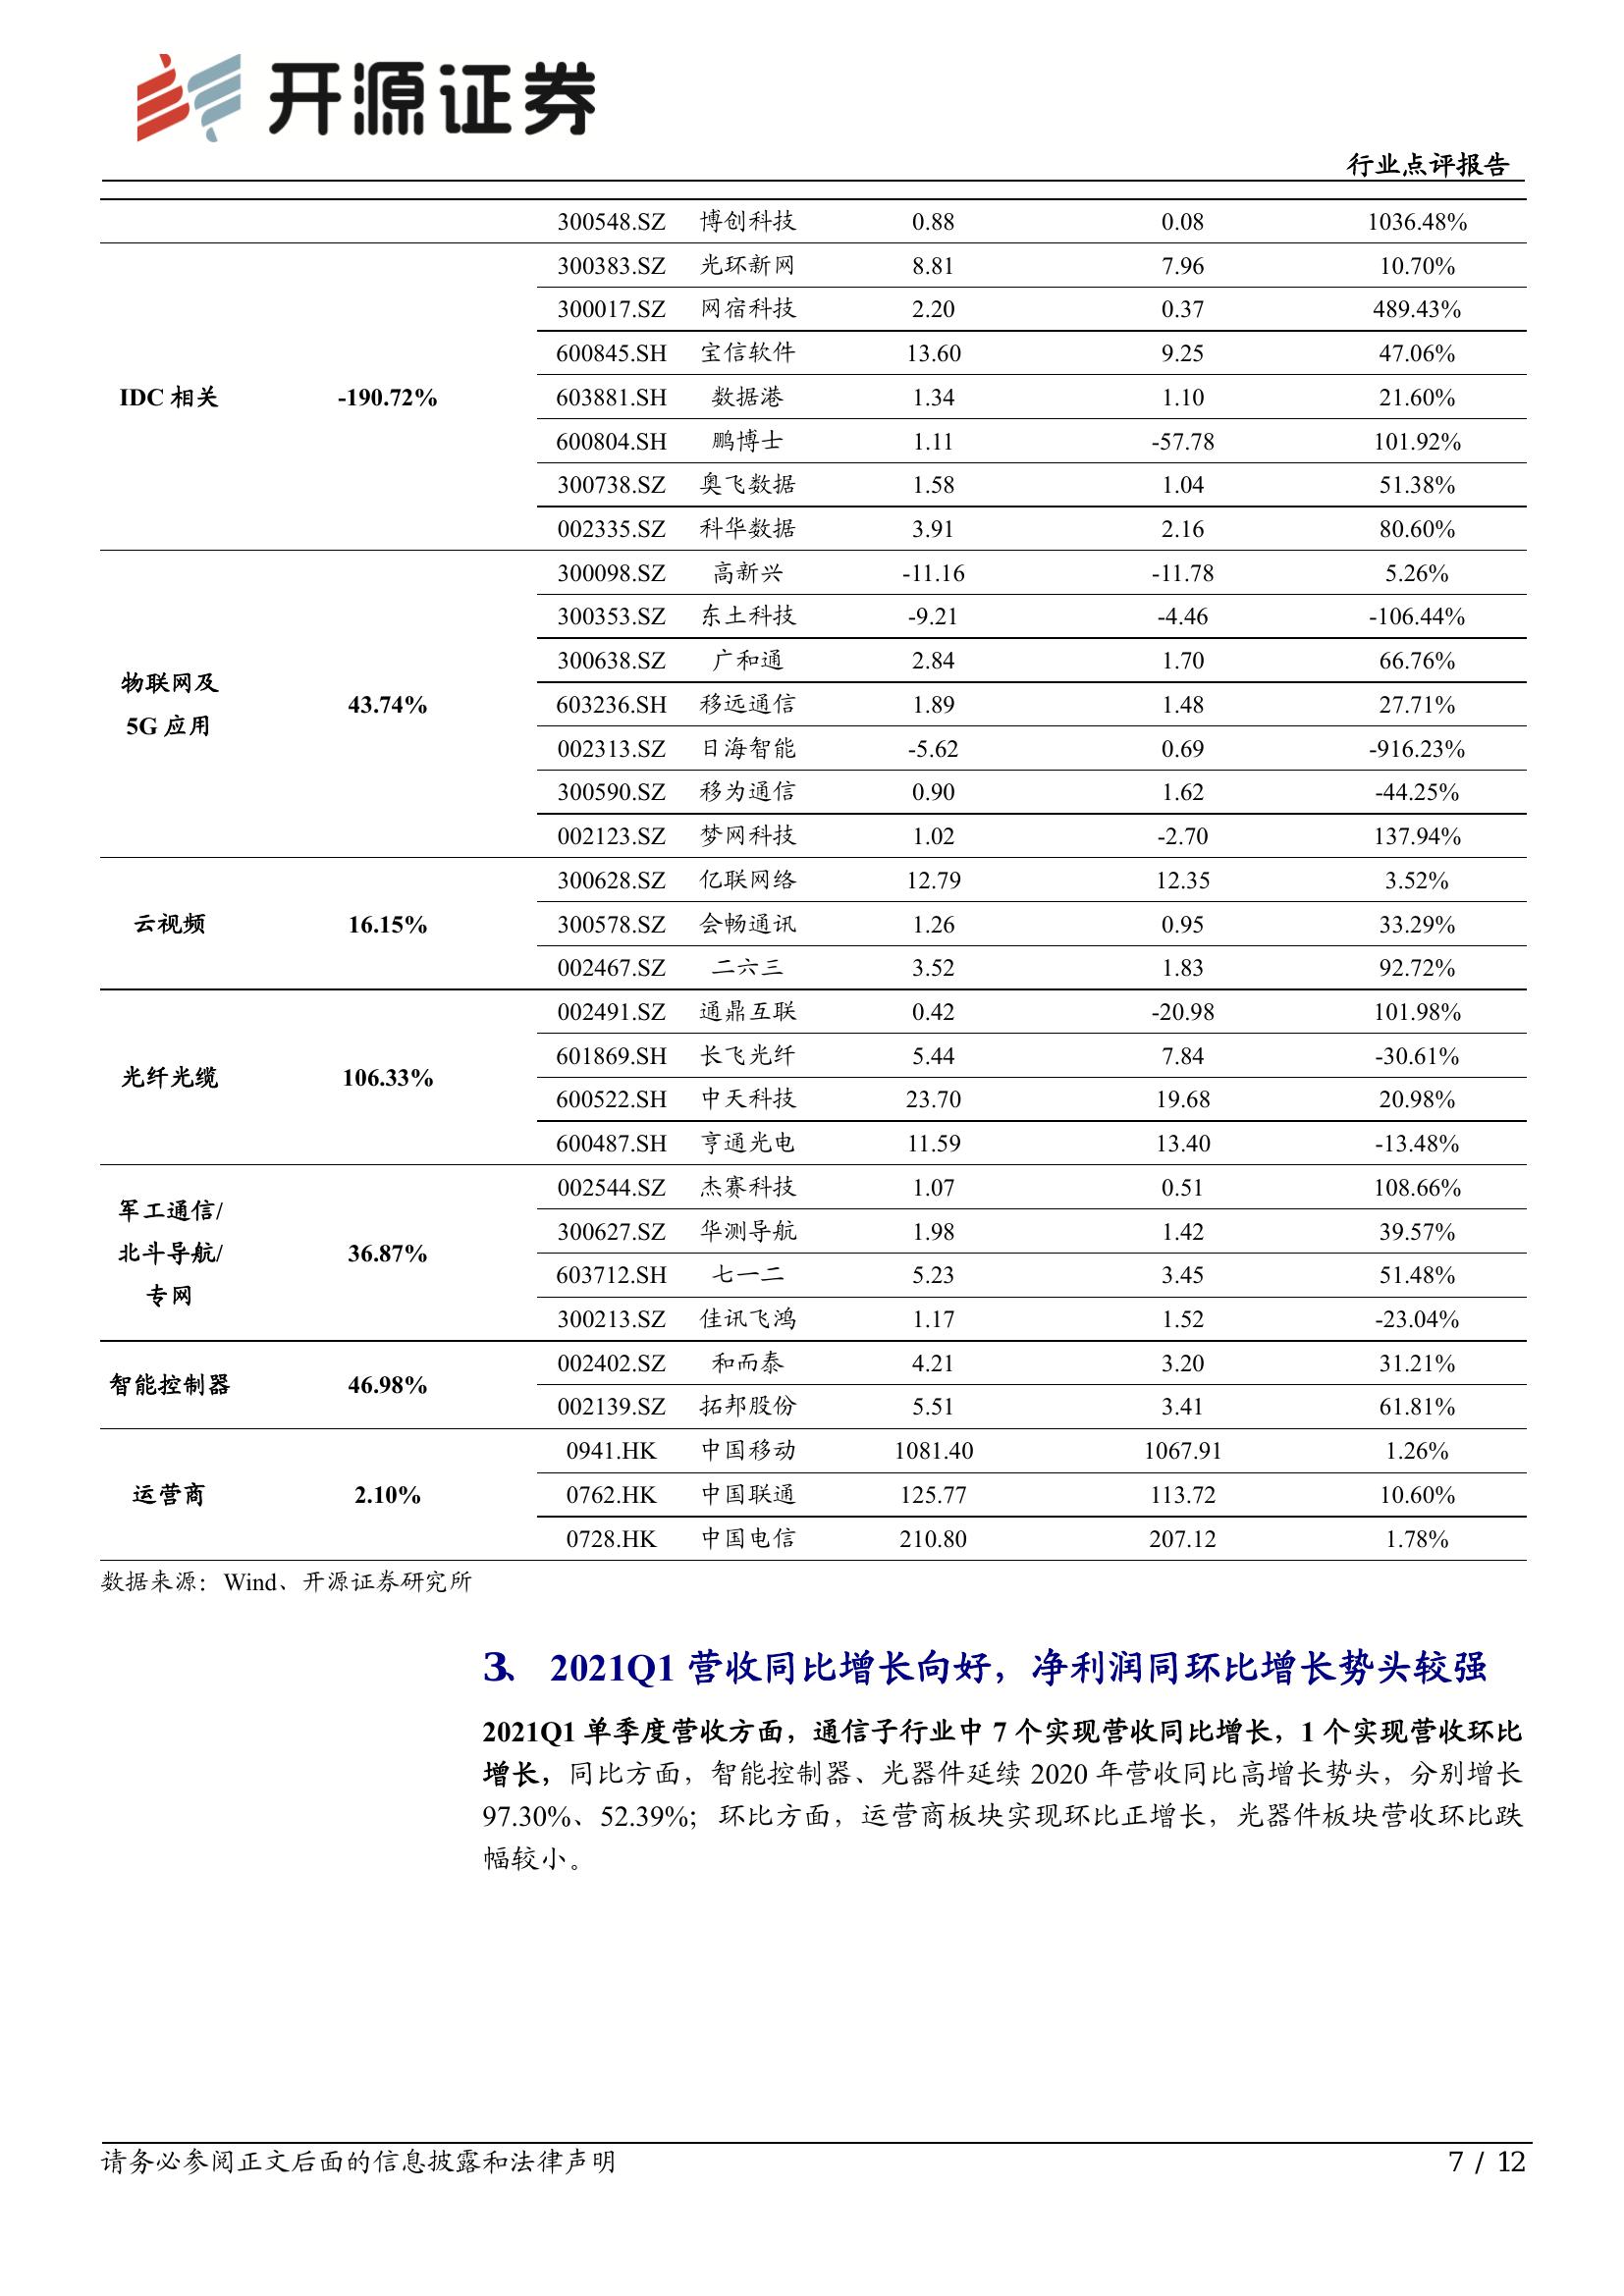 开源证券
行业点评报告
300548.SZ 博创科技 0.88 0.08 1036.48%
300383.SZ 光环新网 8.81 7.96 10.70%
300017.SZ 网宿科技 2.20 0.37 489.43%
600845.SH 宝信软件 13.60 9.25 47.06%
IDC 相关 -190.72% 603881.SH 数据港 1.34 1.10 21.60%
600804.SH 鹏博士 1.11 -57.78 101.92%
300738.SZ 奥飞数据 1.58 1.04 51.38%
002335.SZ 科华数据 3.91 2.16 80.60%
300098.SZ 高新兴 -11.16 -11.78 5.26%
300353.SZ 东土科技 -9.21 -4.46 -106.44%
300638.SZ 广和通 2.84 1.70 66.76%
物联网及
5G 应用 43.74% 603236.SH 移远通信 1.89 1.48 27.71%
002313.SZ 日海智能 -5.62 0.69 -916.23%
300590.SZ 移为通信 0.90 1.62 -44.25%
002123.SZ 梦网科技 1.02 -2.70 137.94%
300628.SZ 亿联网络 12.79 12.35 3.52%
云视频 16.15% 300578.SZ 会畅通讯 1.26 0.95 33.29%
002467.SZ 二六三 3.52 1.83 92.72%
002491.SZ 通鼎互联 0.42 -20.98 101.98%
601869.SH 长飞光纤 5.44 7.84 -30.61%
光纤光缆 106.33%
600522.SH 中天科技 23.70 19.68 20.98%
600487.SH 亨通光电 11.59 13.40 -13.48%
002544.SZ 杰赛科技 1.07 0.51 108.66%
军工通信/
300627.SZ 华测导航 1.98 1.42 39.57%
北斗导航/ 36.87%
603712.SH 七一二 5.23 3.45 51.48%
专网
300213.SZ 佳讯飞鸿 1.17 1.52 -23.04%
002402.SZ 和而泰 4.21 3.20 31.21%
智能控制器 46.98%
002139.SZ 拓邦股份 5.51 3.41 61.81%
0941.HK 中国移动 1081.40 1067.91 1.26%
运营商 2.10% 0762.HK 中国联通 125.77 113.72 10.60%
0728.HK 中国电信 210.80 207.12 1.78%
数据来源：Wind、开源证券研究所
3、 2021Q1 营收同比增长向好，净利润同环比增长势头较强
2021Q1 单季度营收方面，通信子行业中 7 个实现营收同比增长，1 个实现营收环比
增长，同比方面，智能控制器、光器件延续 2020 年营收同比高增长势头，分别增长
97.30%、52.39%；环比方面，运营商板块实现环比正增长，光器件板块营收环比跌
幅较小。
请务必参阅正文后面的信息披露和法律声明 7 / 12